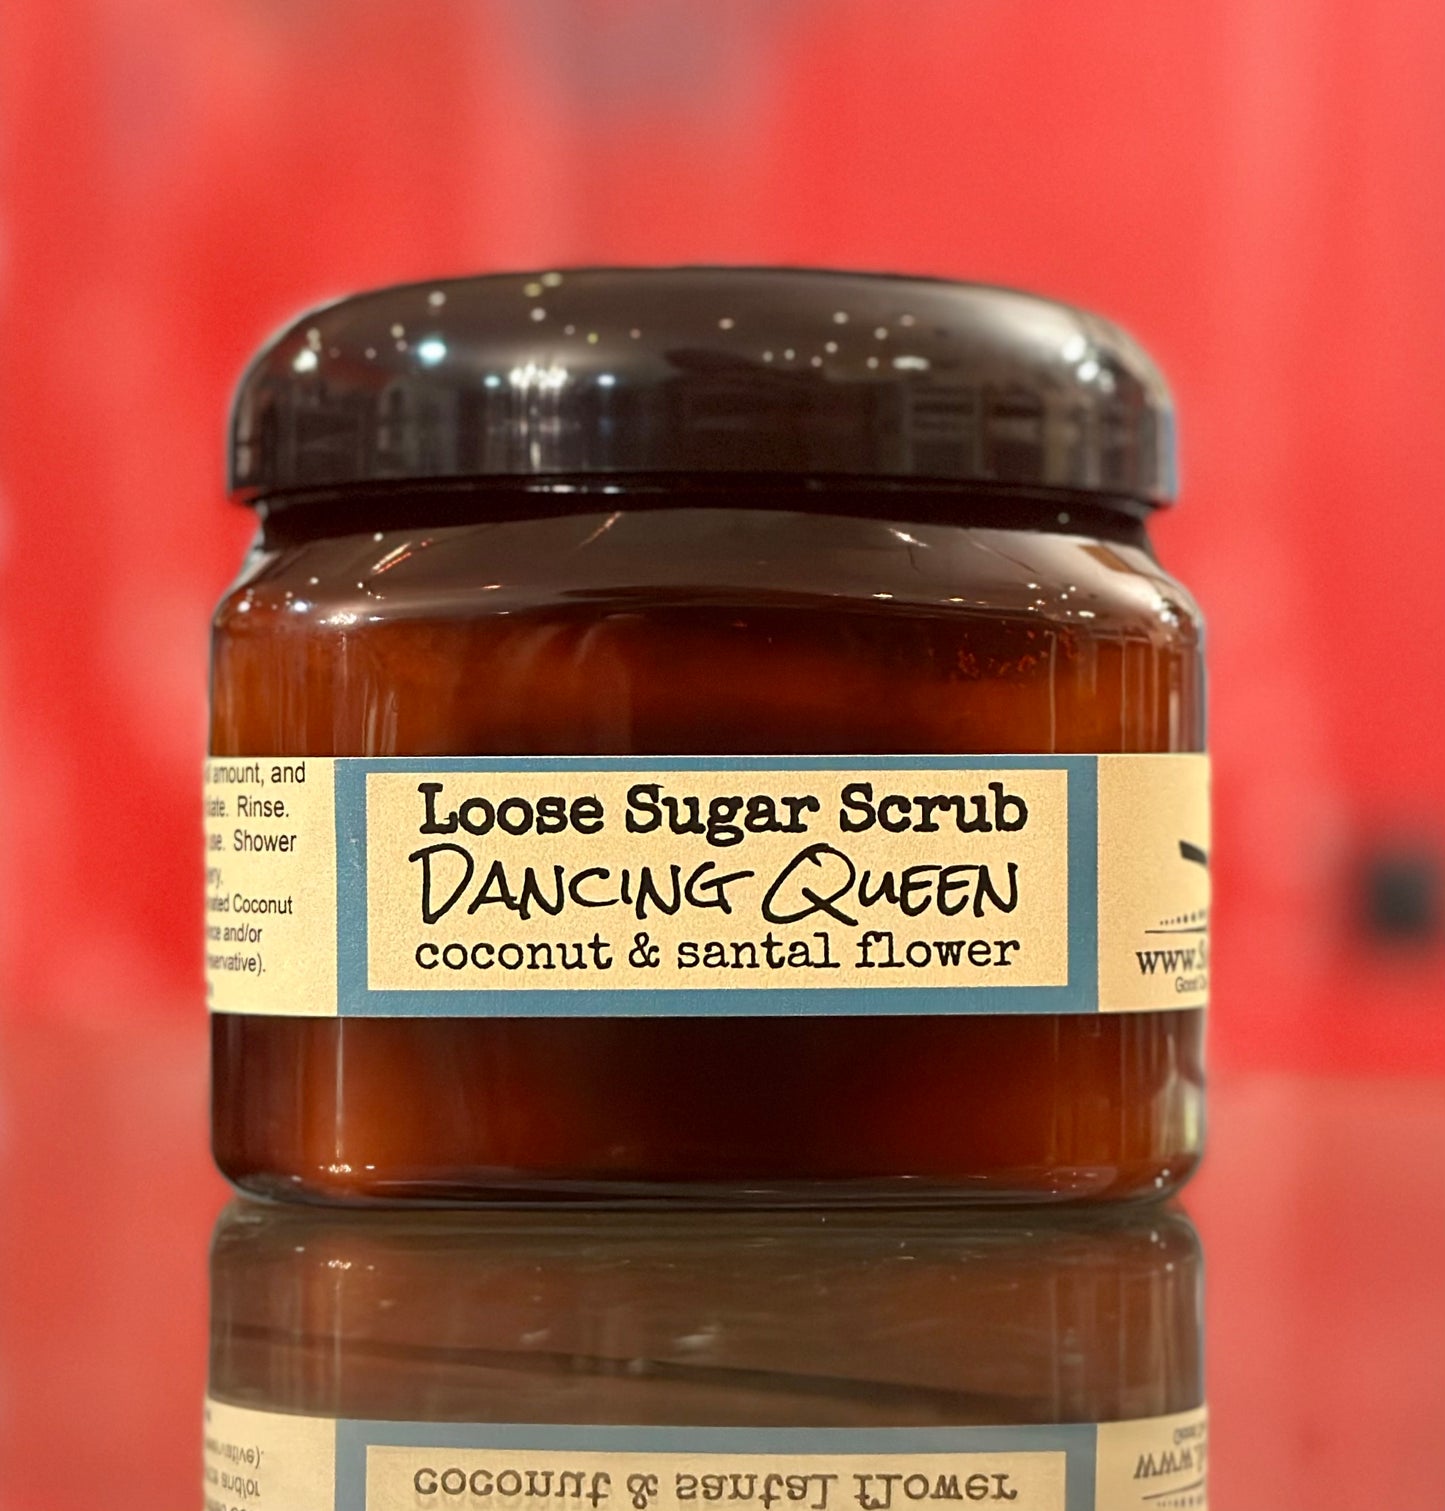 amount, and
Rinse.
Shower
Coconut
and/or
Loose Sugar Scrub
DANCING QUEEN
coconut & santal flower